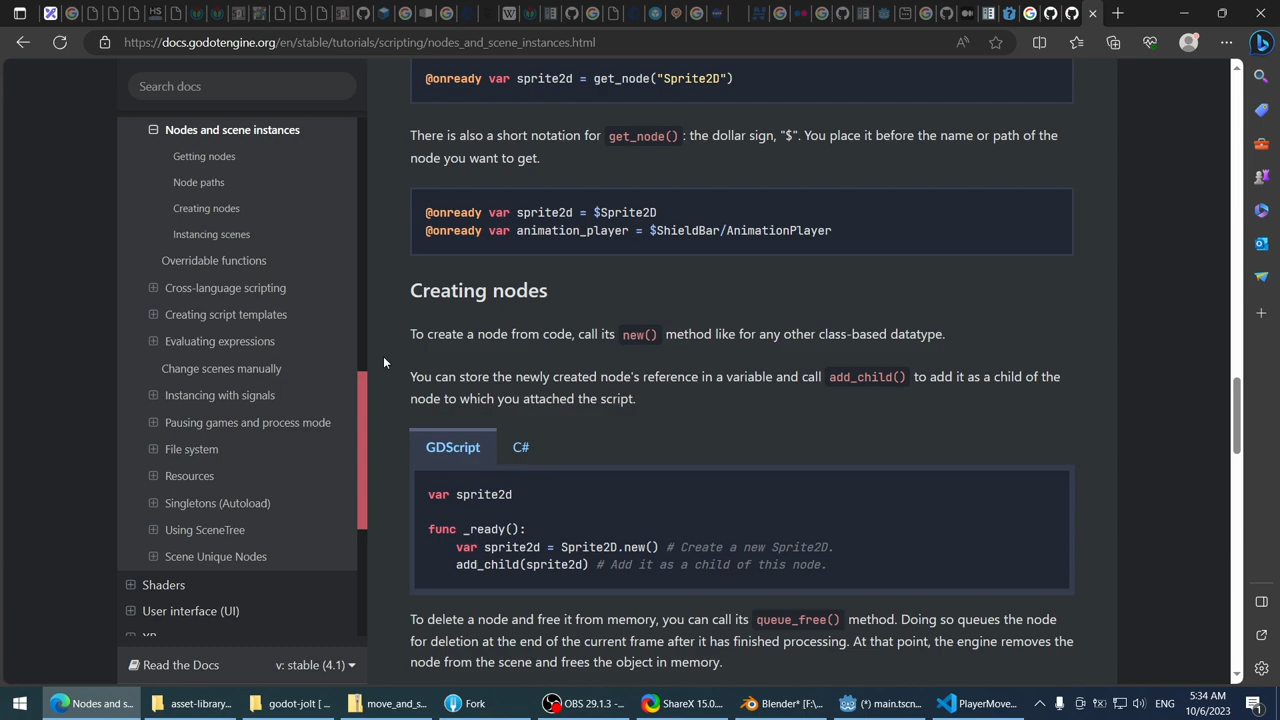 https://docs.godotengine.org/en/stable/tutorials/scripting/nodes_and_scene_instances.html
Search docs
Nodes and scene instances
Getting nodes
Node paths
Creating nodes
Instancing scenes
Overridable functions
Cross-language scripting
Creating script templates
Evaluating expressions
Change scenes manually
Instancing with signals
Pausing games and process mode
File system
Resources
Singletons (Autoload)
Using SceneTree
Scene Unique Nodes
Shaders
User interface (UI)
XR
Read the Docs
v: stable (4.1)
@onready var sprite2d = get_node("Sprite2D")
There is also a short notation for get_node() : the dollar sign, "$". You place it before the name or path of the
node you want to get.
@onready var sprite2d = $Sprite2D
@onready var animation_player = $ShieldBar/AnimationPlayer
Creating nodes
To create a node from code, call its new() method like for any other class-based datatype.
You can store the newly created node's reference in a variable and call add_child() to add it as a child of the
node to which you attached the script.
GDScript
C#
var sprite2d
func _ready():
var sprite2d = Sprite2D.new() # Create a new Sprite2D.
add_child(sprite2d) # Add it as a child of this node.
To delete a node and free it from memory, you can call its queue_free() method. Doing so queues the node
for deletion at the end of the current frame after it has finished processing. At that point, the engine removes the
node from the scene and frees the object in memory.
Nodes and s...
asset-library...
godot-jolt [ ...
move_and_s...
Fork
OBS 29.1.3 - ...
ShareX 15.0...
Blender* [F:\...
(*) main.tscn...
PlayerMove...
ENG
5:34 AM
10/6/2023